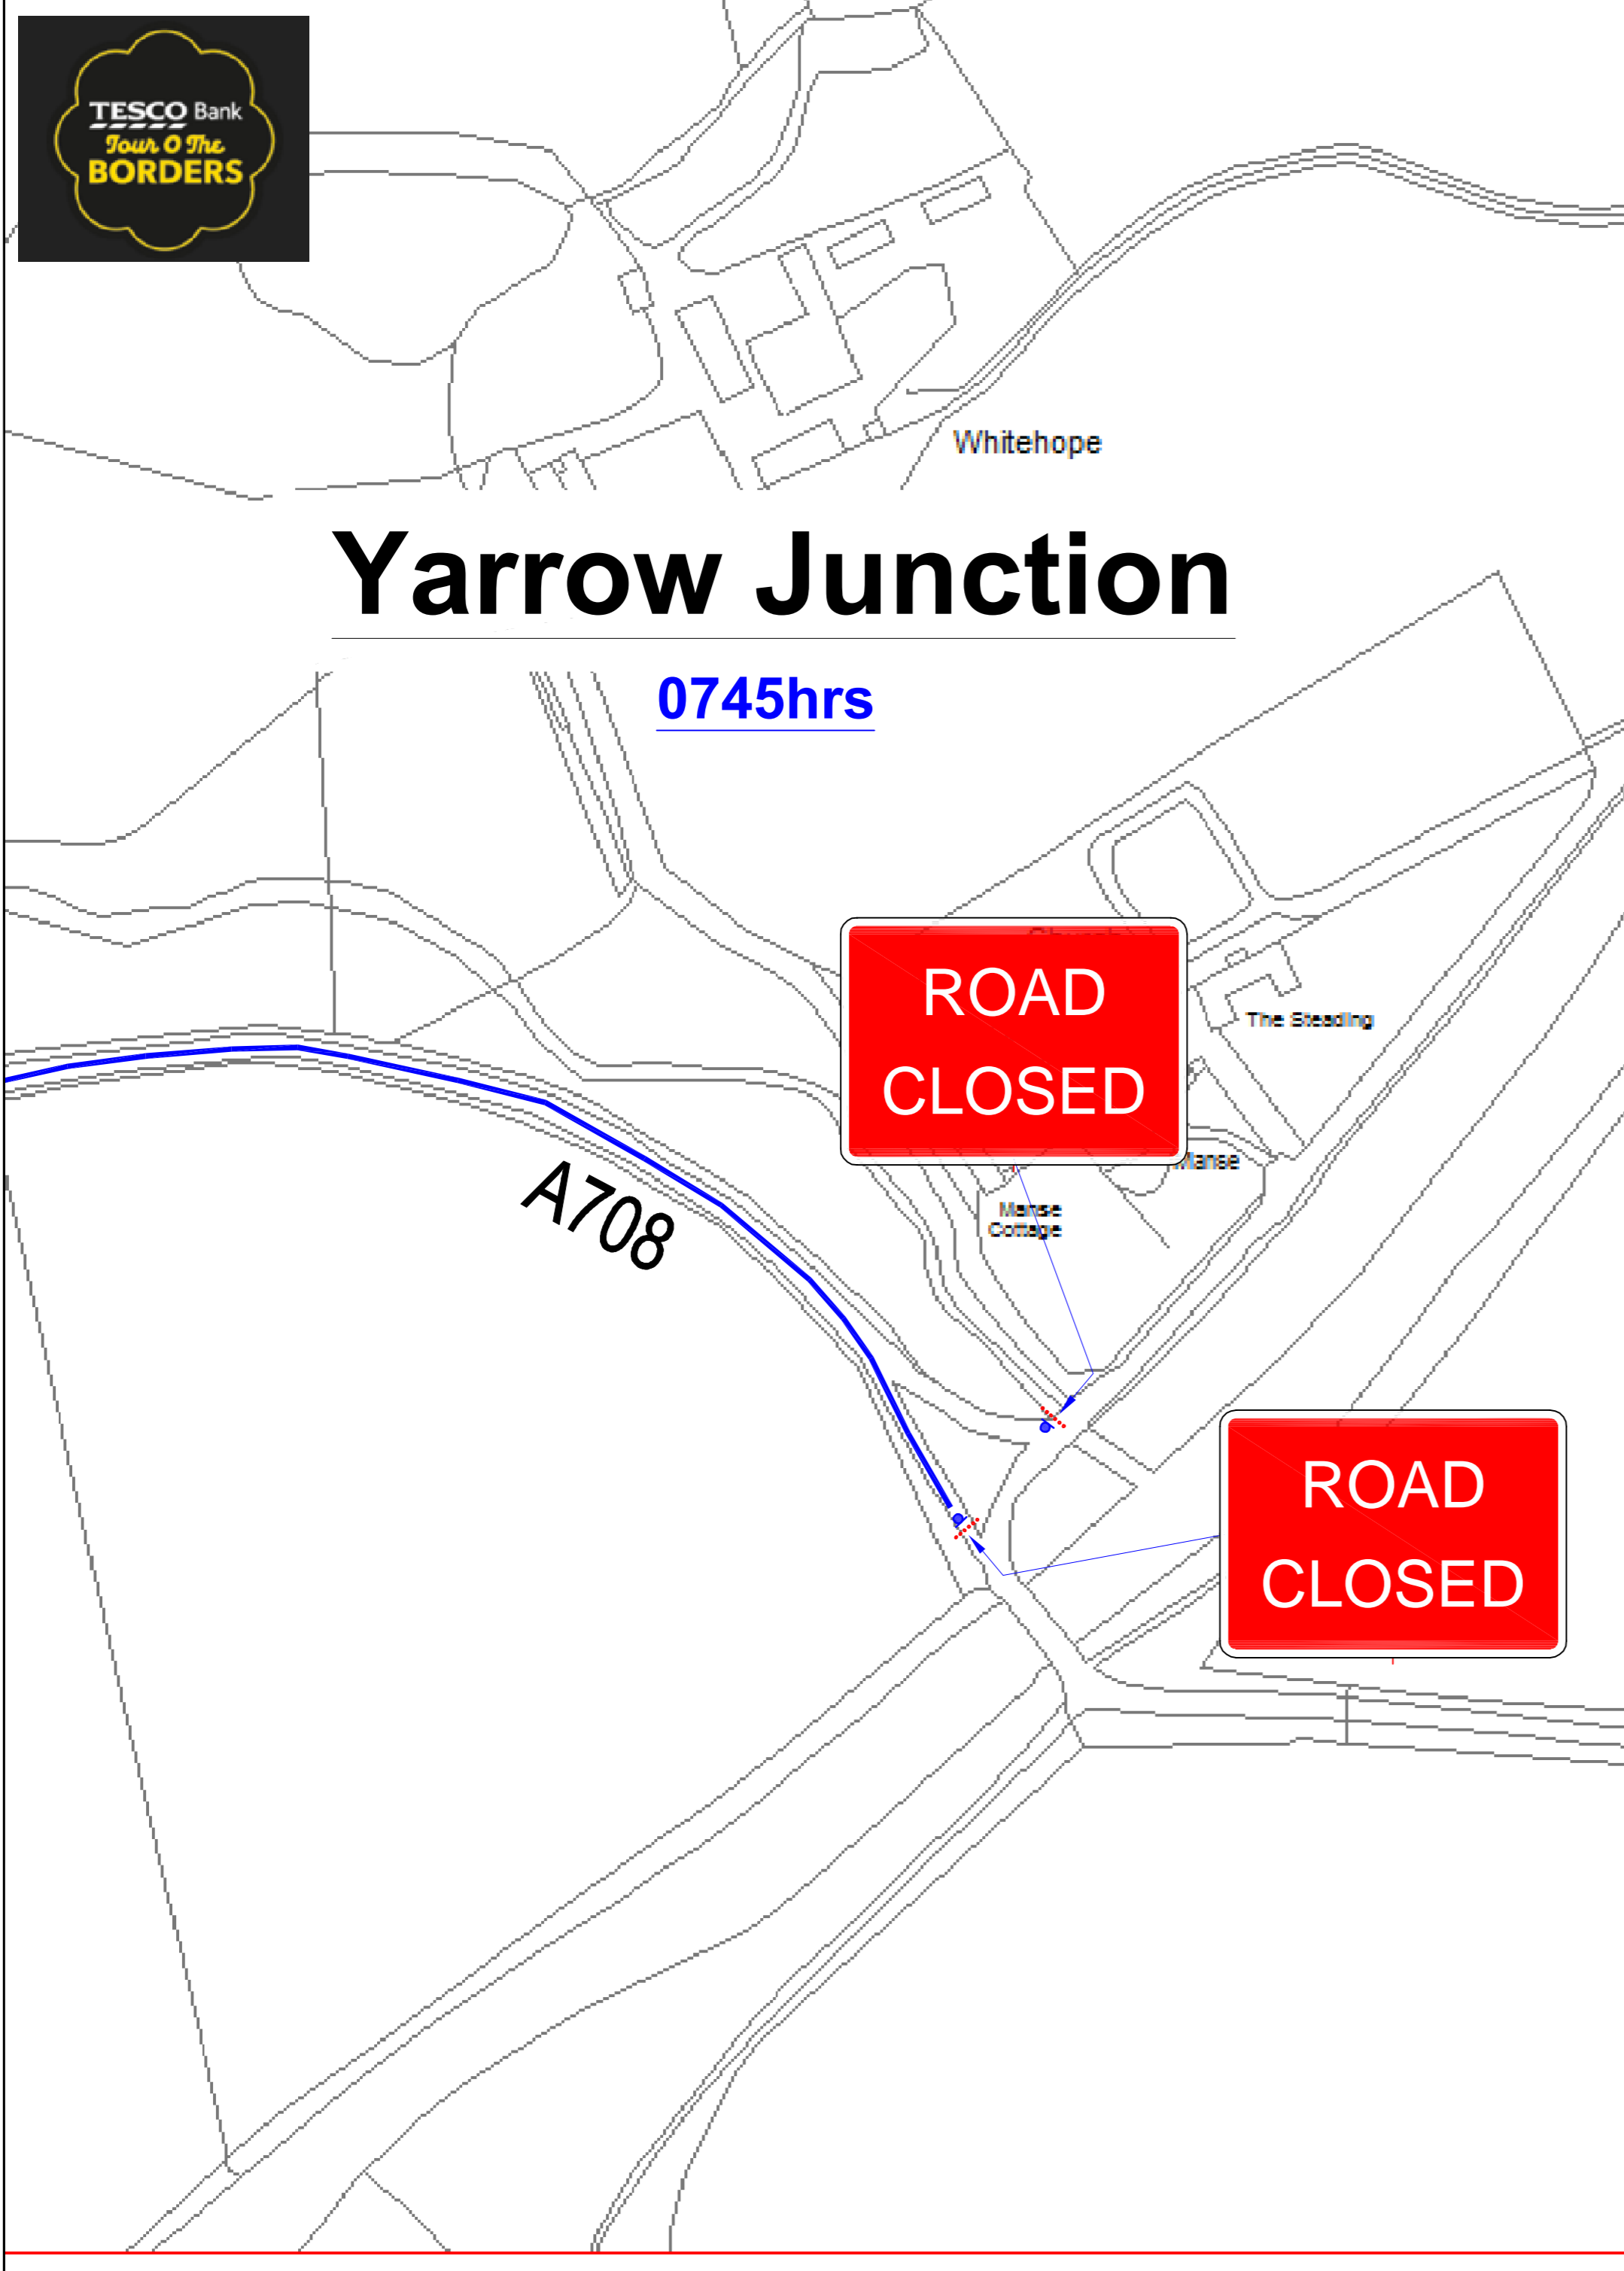 TESCO Bank
Tour O The
BORDERS
Whitehope
Yarrow Junction
0745hrs
ROAD
CLOSED
The Steading
Manse
Manse
Cottage
A708
ROAD
CLOSED